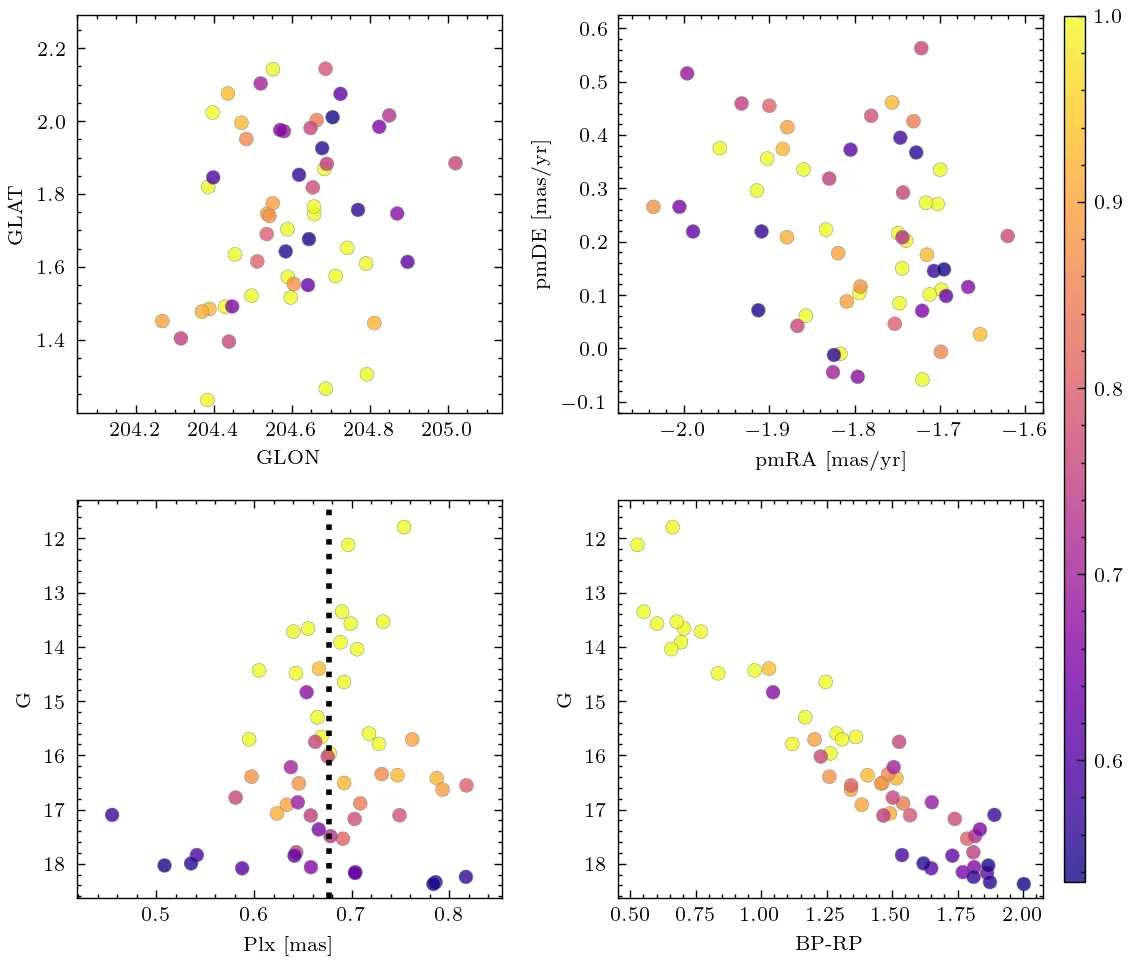 2.2
2.0
1.8
1.6
1.4
GLAT
204.2 204.4 204.6 204.8 205.0
GLON
0.6
0.5
0.4
0.3
0.2
0.1
0.0
−0.1
pmDE [mas/yr]
−2.0 −1.9 −1.8 −1.7 −1.6
pmRA [mas/yr]
12
13
14
15
16
17
18
G
0.5 0.6 0.7 0.8
Plx [mas]
12
13
14
15
16
17
18
G
0.50 0.75 1.00 1.25 1.50 1.75 2.00
BP-RP
1.0
0.9
0.8
0.7
0.6